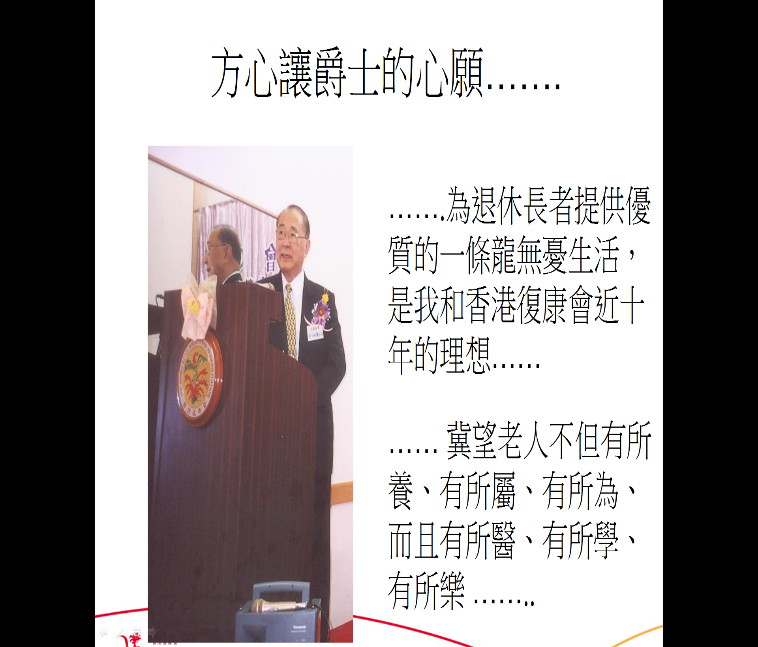 方心讓爵士的心願…….
…….為退休長者提供優
質的一條龍無憂生活，
是我和香港復康會近十
年的理想……
…… 冀望老人不但有所
養、有所屬、有所為、
而且有所醫、有所學、
有所樂 ……..
Panasonic